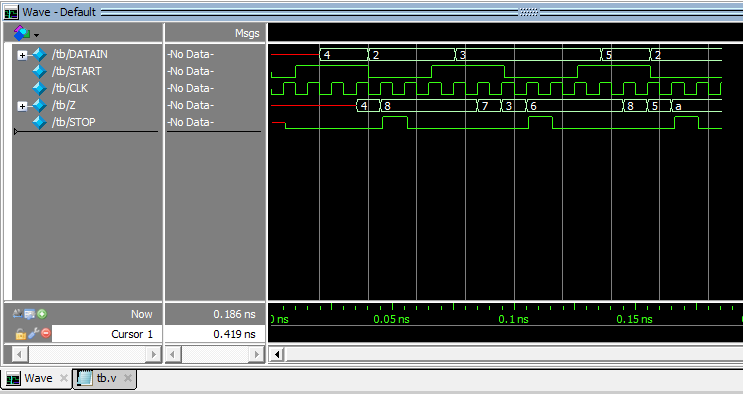 Wave - Default
Msgs
/tb/DATAIN -No Data- 4 2 3 5 2
/tb/START -No Data-
/tb/CLK -No Data-
/tb/Z -No Data- 4 8 7 3 6 8 5 a
/tb/STOP -No Data-
Now 0.186 ns
0 ns 0.05 ns 0.1 ns 0.15 ns
Cursor 1 0.419 ns
Wave tb.v